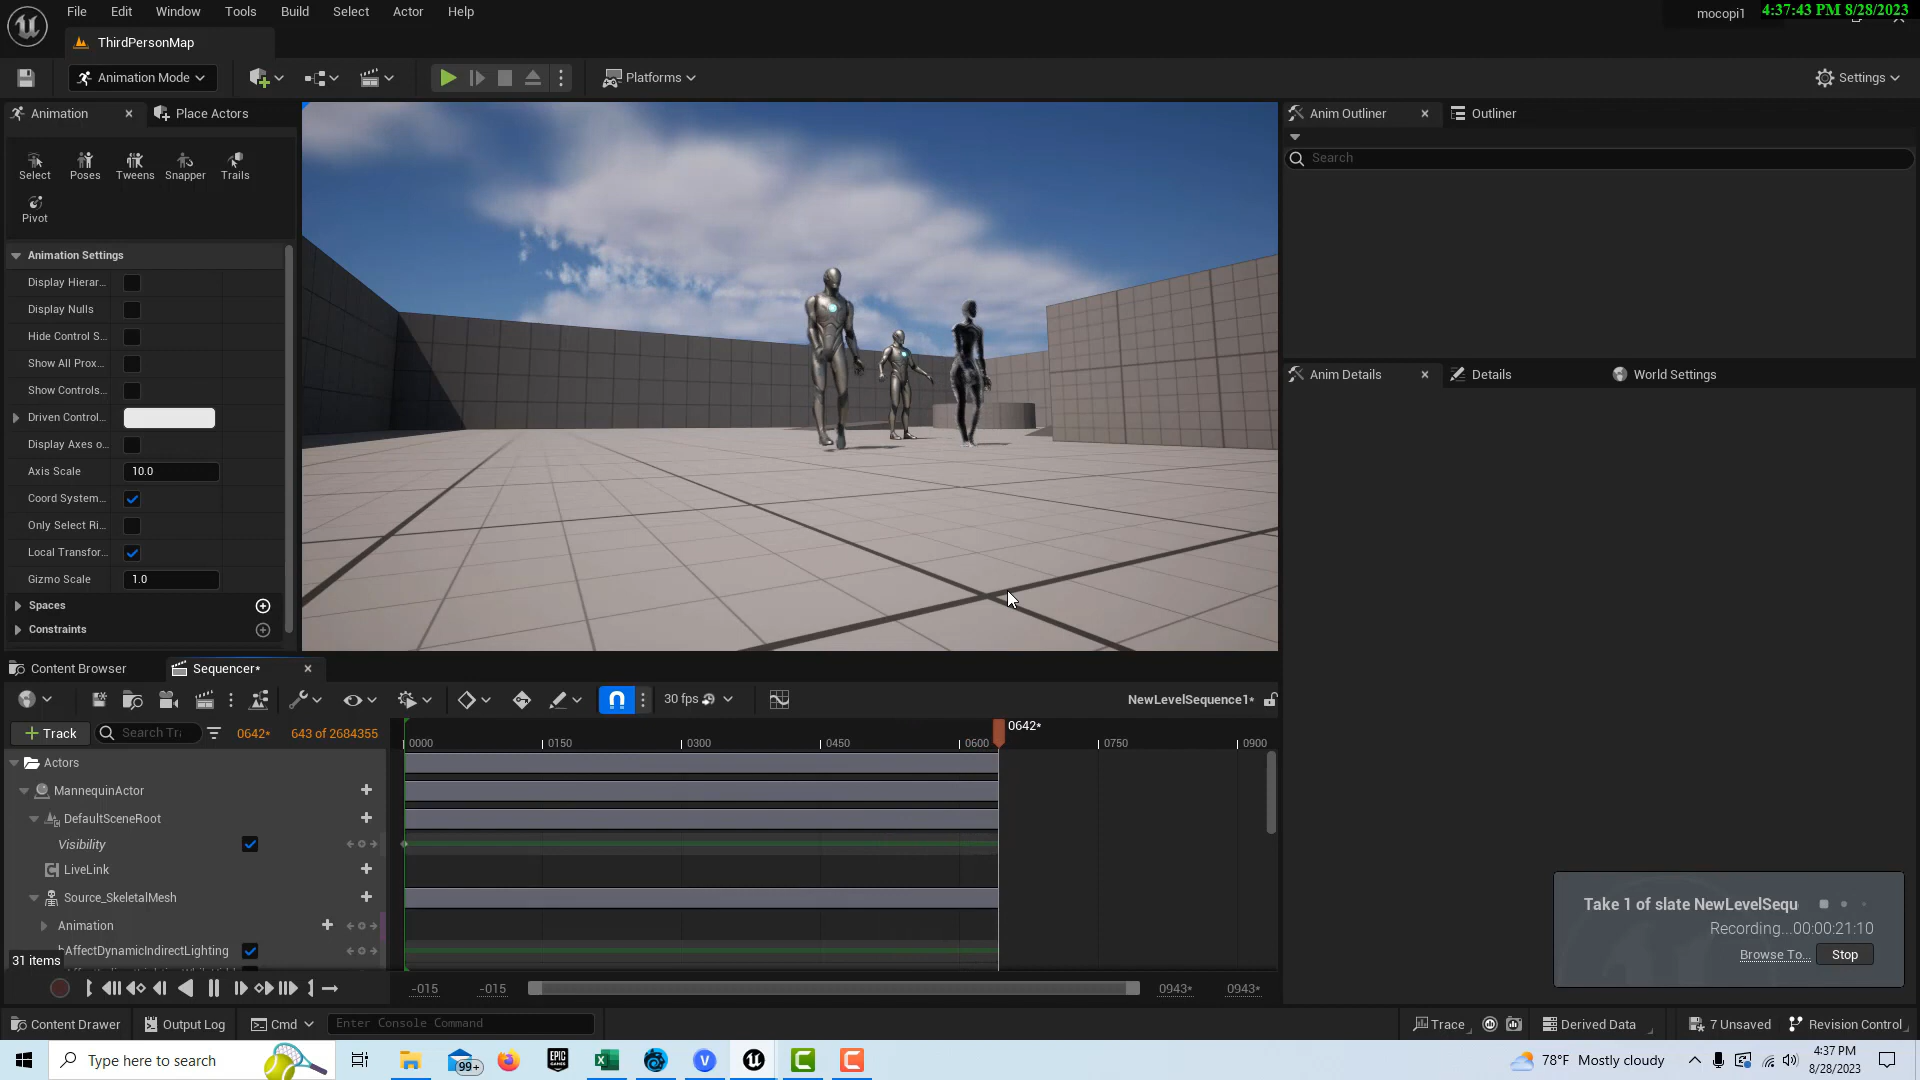 File Edit Window Tools Build Select Actor Help
mocopi1
4:37:43 PM 8/28/2023
ThirdPersonMap
Animation Mode
Platforms
Settings
Animation
Place Actors
Anim Outliner
Outliner
Search
Select Poses Tweens Snapper Trails
Pivot
Animation Settings
Display Hierar...
Display Nulls
Hide Control S...
Show All Prox...
Show Controls...
Driven Control...
Display Axes o...
Axis Scale 10.0
Coord System...
Only Select Ri...
Local Transfor...
Gizmo Scale 1.0
Spaces
Constraints
Anim Details
Details
World Settings
Content Browser
Sequencer*
30 fps
NewLevelSequence1*
Track
Search Tr
0642*
643 of 2684355
0642*
0000 0150 0300 0450 0600 0750 0900
Actors
MannequinActor
DefaultSceneRoot
Visibility
LiveLink
Source_SkeletalMesh
Animation
bAffectDynamicIndirectLighting
31 items
-015 -015 0943* 0943*
Take 1 of slate NewLevelSequ
Recording...00:00:21:10
Browse To...
Stop
Content Drawer
Output Log
Cmd
Enter Console Command
Trace
Derived Data
7 Unsaved
Revision Control
Type here to search
99+
EPIC GAMES
78°F Mostly cloudy
4:37 PM
8/28/2023